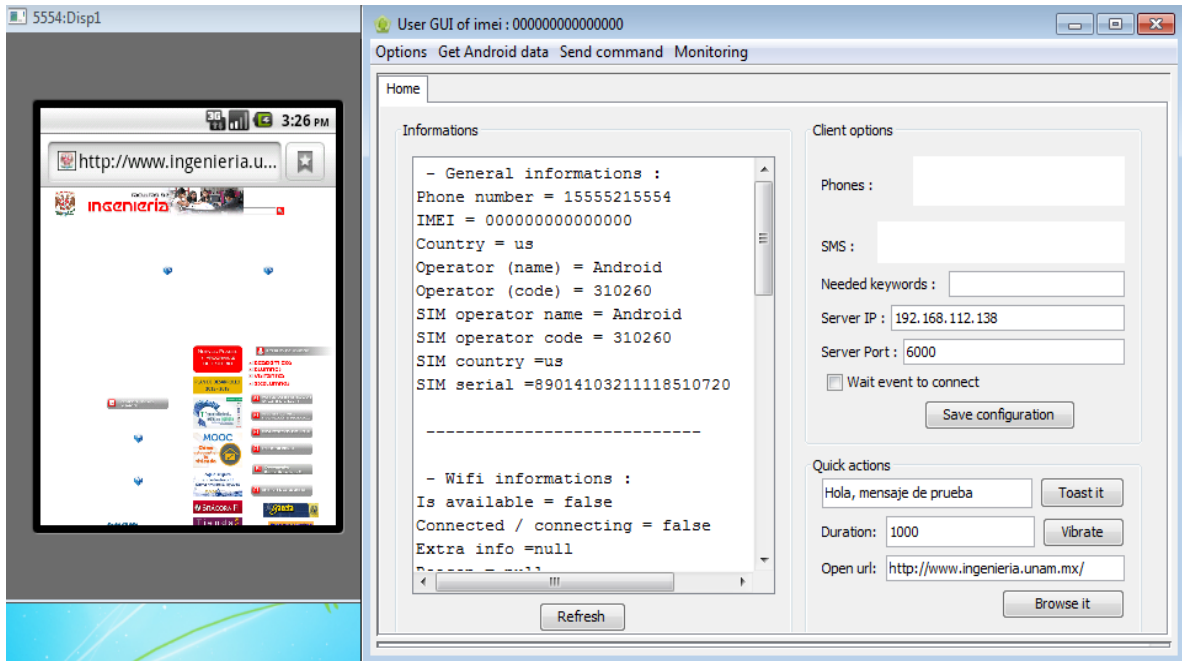 5554:Disp1
3:26 PM
http://www.ingenieria.u...
ingeniería
MOOC
User GUI of imei : 000000000000000
Options Get Android data Send command Monitoring
Home
Informations
- General informations :
Phone number = 15555215554
IMEI = 000000000000000
Country = us
Operator (name) = Android
Operator (code) = 310260
SIM operator name = Android
SIM operator code = 310260
SIM country =us
SIM serial =89014103211118510720
----------------------------
- Wifi informations :
Is available = false
Connected / connecting = false
Extra info =null
Refresh
Client options
Phones :
SMS :
Needed keywords :
Server IP : 192.168.112.138
Server Port : 6000
Wait event to connect
Save configuration
Quick actions
Hola, mensaje de prueba Toast it
Duration: 1000 Vibrate
Open url: http://www.ingenieria.unam.mx/
Browse it